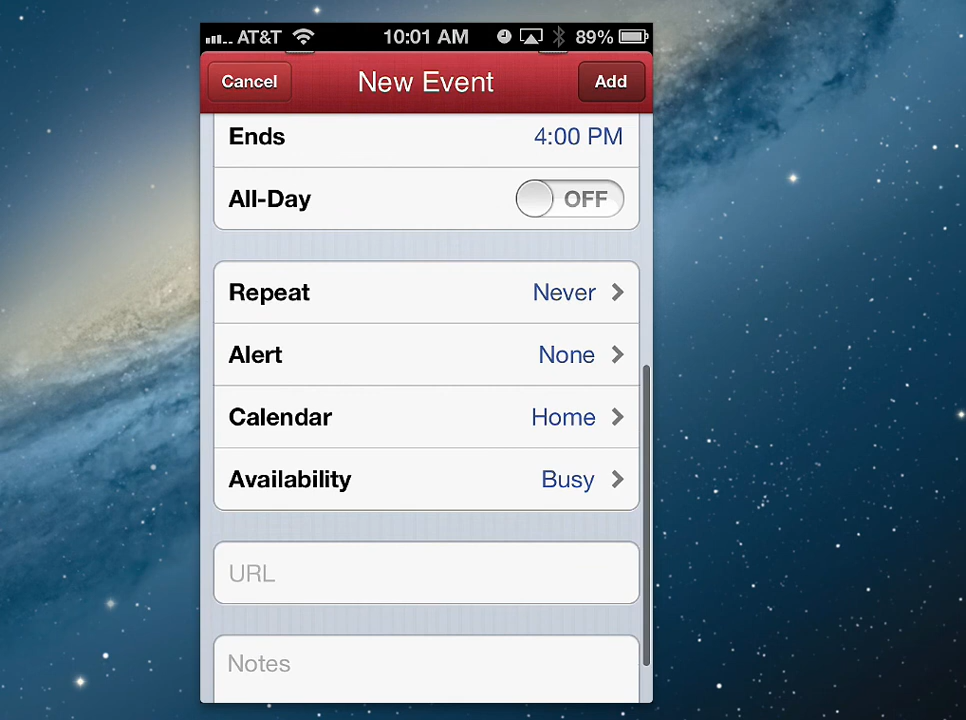 AT&T 10:01 AM 89%
Cancel New Event Add
Ends 4:00 PM
All-Day OFF
Repeat Never
Alert None
Calendar Home
Availability Busy
URL
Notes